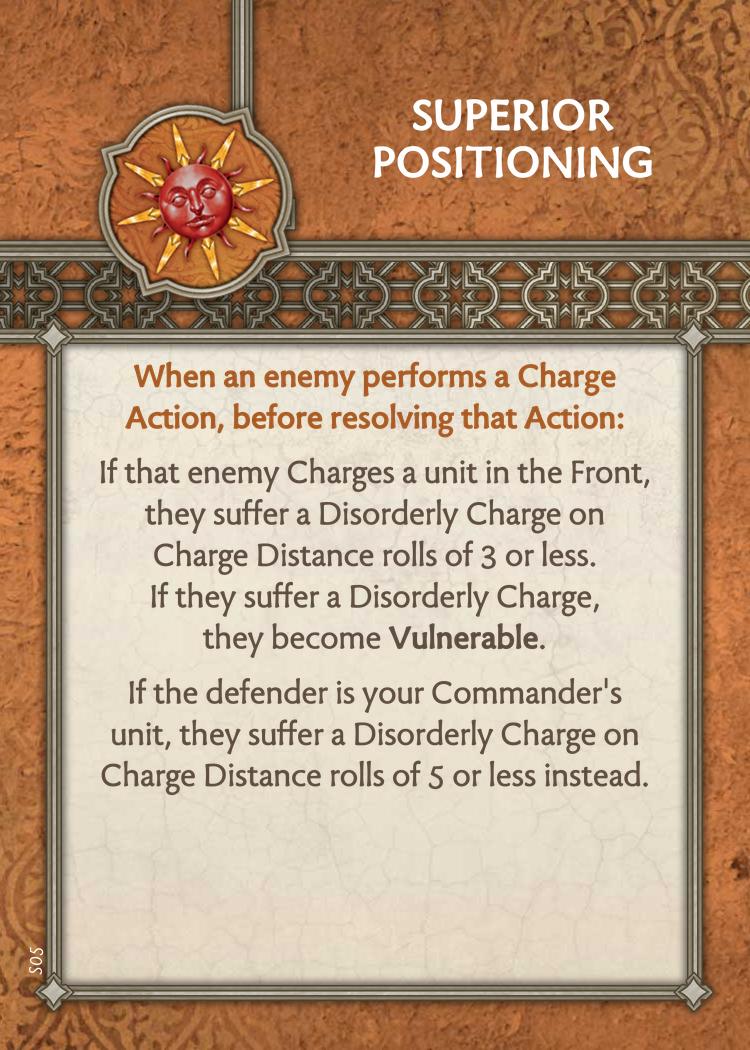 SUPERIOR
POSITIONING
When an enemy performs a Charge
Action, before resolving that Action:
If that enemy Charges a unit in the Front,
they suffer a Disorderly Charge on
Charge Distance rolls of 3 or less.
If they suffer a Disorderly Charge,
they become Vulnerable.
If the defender is your Commander's
unit, they suffer a Disorderly Charge on
Charge Distance rolls of 5 or less instead.
S05